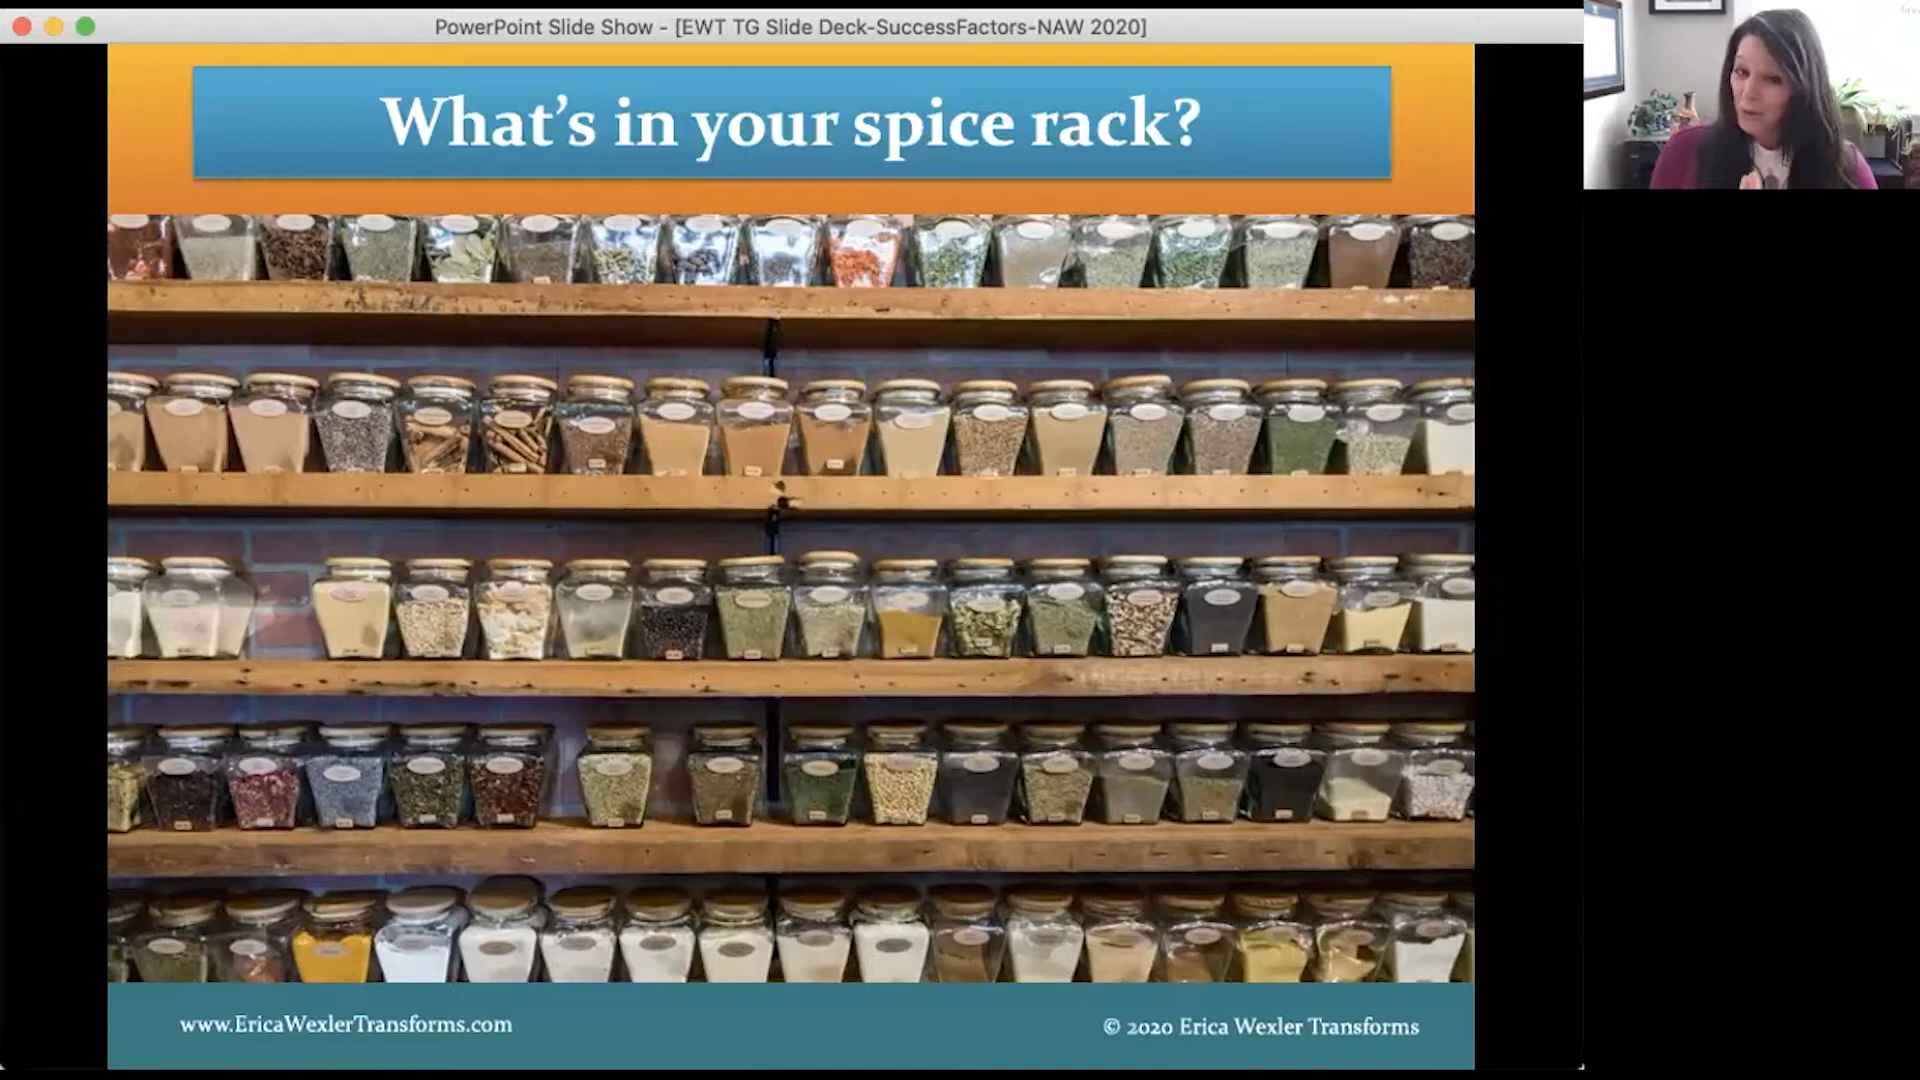 PowerPoint Slide Show - [EWT TG Slide Deck-SuccessFactors-NAW 2020]
What's in your spice rack?
www.EricaWexlerTransforms.com
© 2020 Erica Wexler Transforms